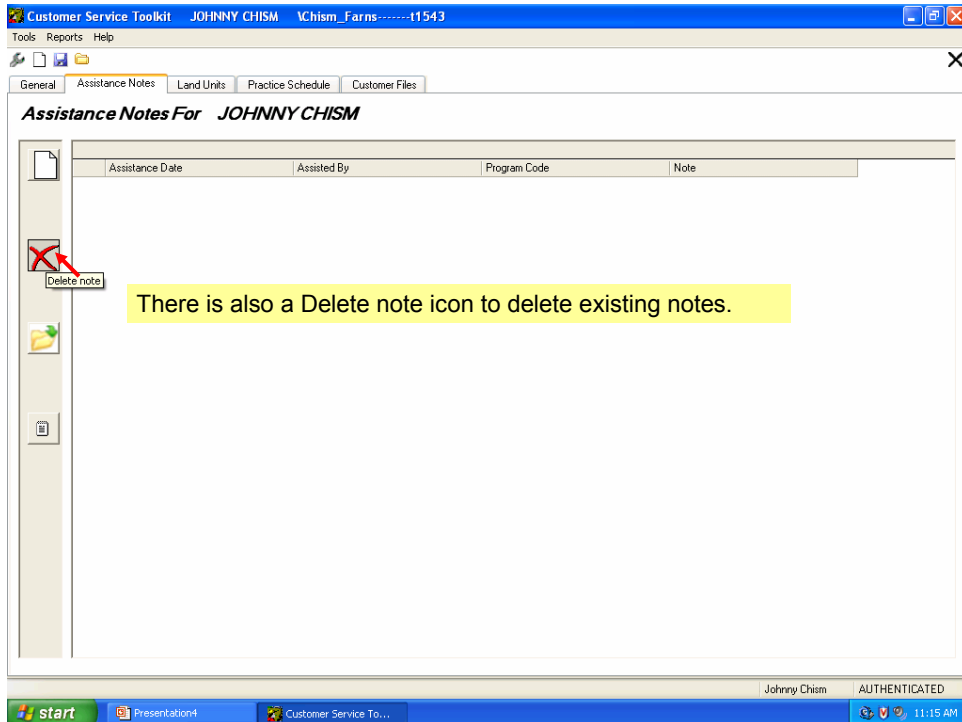 Customer Service Toolkit JOHNNY CHISM \Chism_Farns-------t1543
Tools Reports Help
General Assistance Notes Land Units Practice Schedule Customer Files
Assistance Notes For JOHNNY CHISM
Assistance Date Assisted By Program Code Note
Delete note
There is also a Delete note icon to delete existing notes.
Johnny Chism AUTHENTICATED
start Presentation4 Customer Service To... 11:15 AM